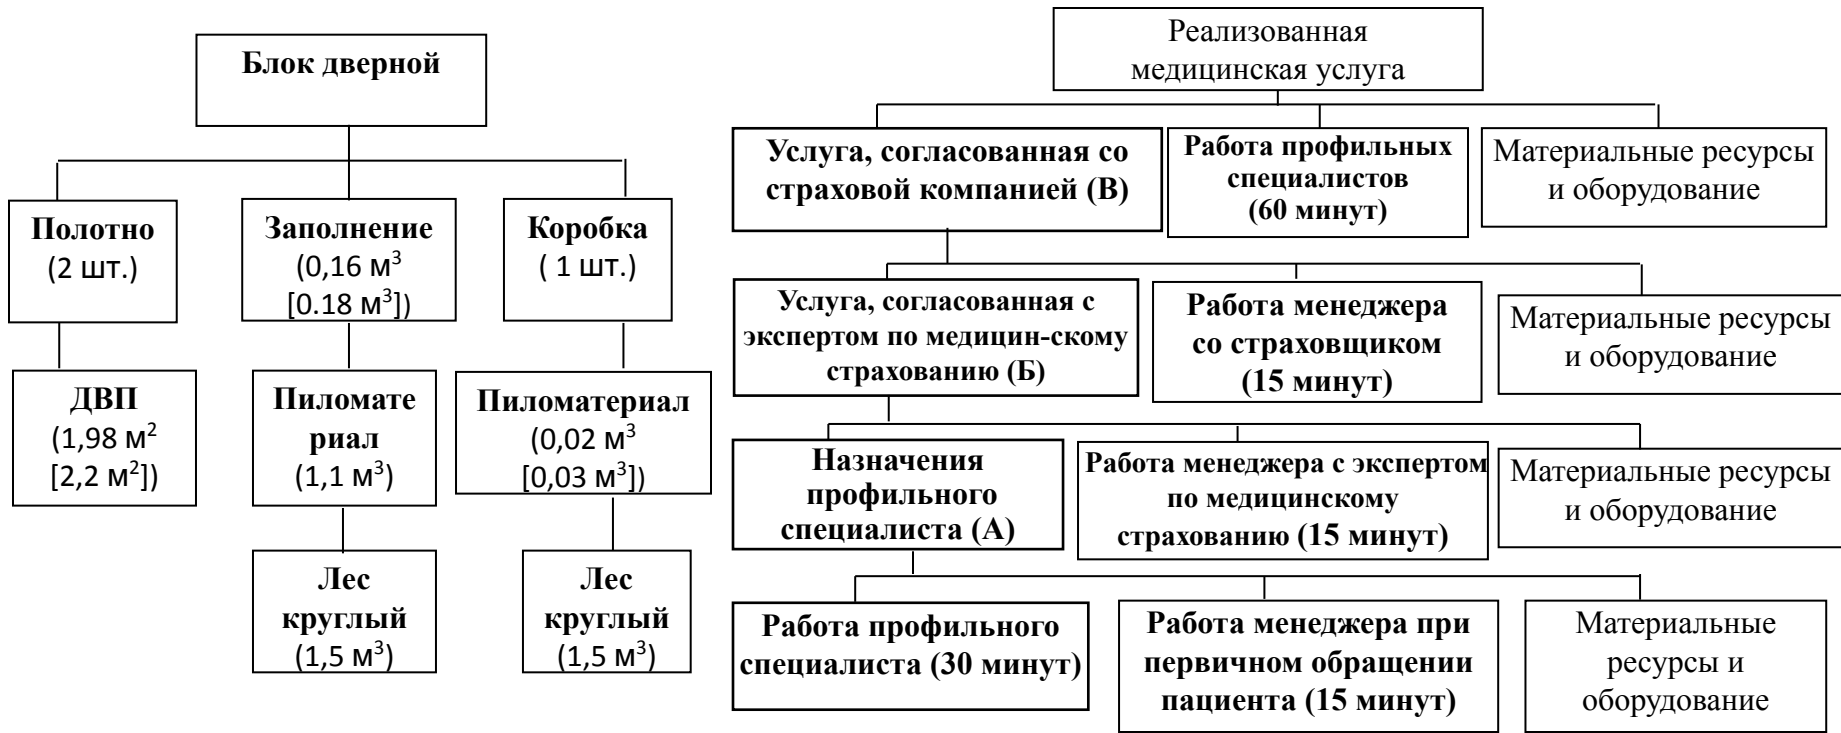 Блок дверной
Полотно
(2 шт.)
Заполнение
(0,16 м³
[0.18 м³])
Коробка
( 1 шт.)
ДВП
(1,98 м²
[2,2 м²])
Пиломате
риал
(1,1 м³)
Пиломатериал
(0,02 м³
[0,03 м³])
Лес
круглый
(1,5 м³)
Лес
круглый
(1,5 м³)
Реализованная
медицинская услуга
Услуга, согласованная со
страховой компанией (В)
Работа профильных
специалистов
(60 минут)
Материальные ресурсы
и оборудование
Услуга, согласованная с
экспертом по медицин-скому
страхованию (Б)
Работа менеджера
со страховщиком
(15 минут)
Материальные ресурсы
и оборудование
Назначения
профильного
специалиста (А)
Работа менеджера с экспертом
по медицинскому
страхованию (15 минут)
Материальные ресурсы
и оборудование
Работа профильного
специалиста (30 минут)
Работа менеджера при
первичном обращении
пациента (15 минут)
Материальные
ресурсы и
оборудование